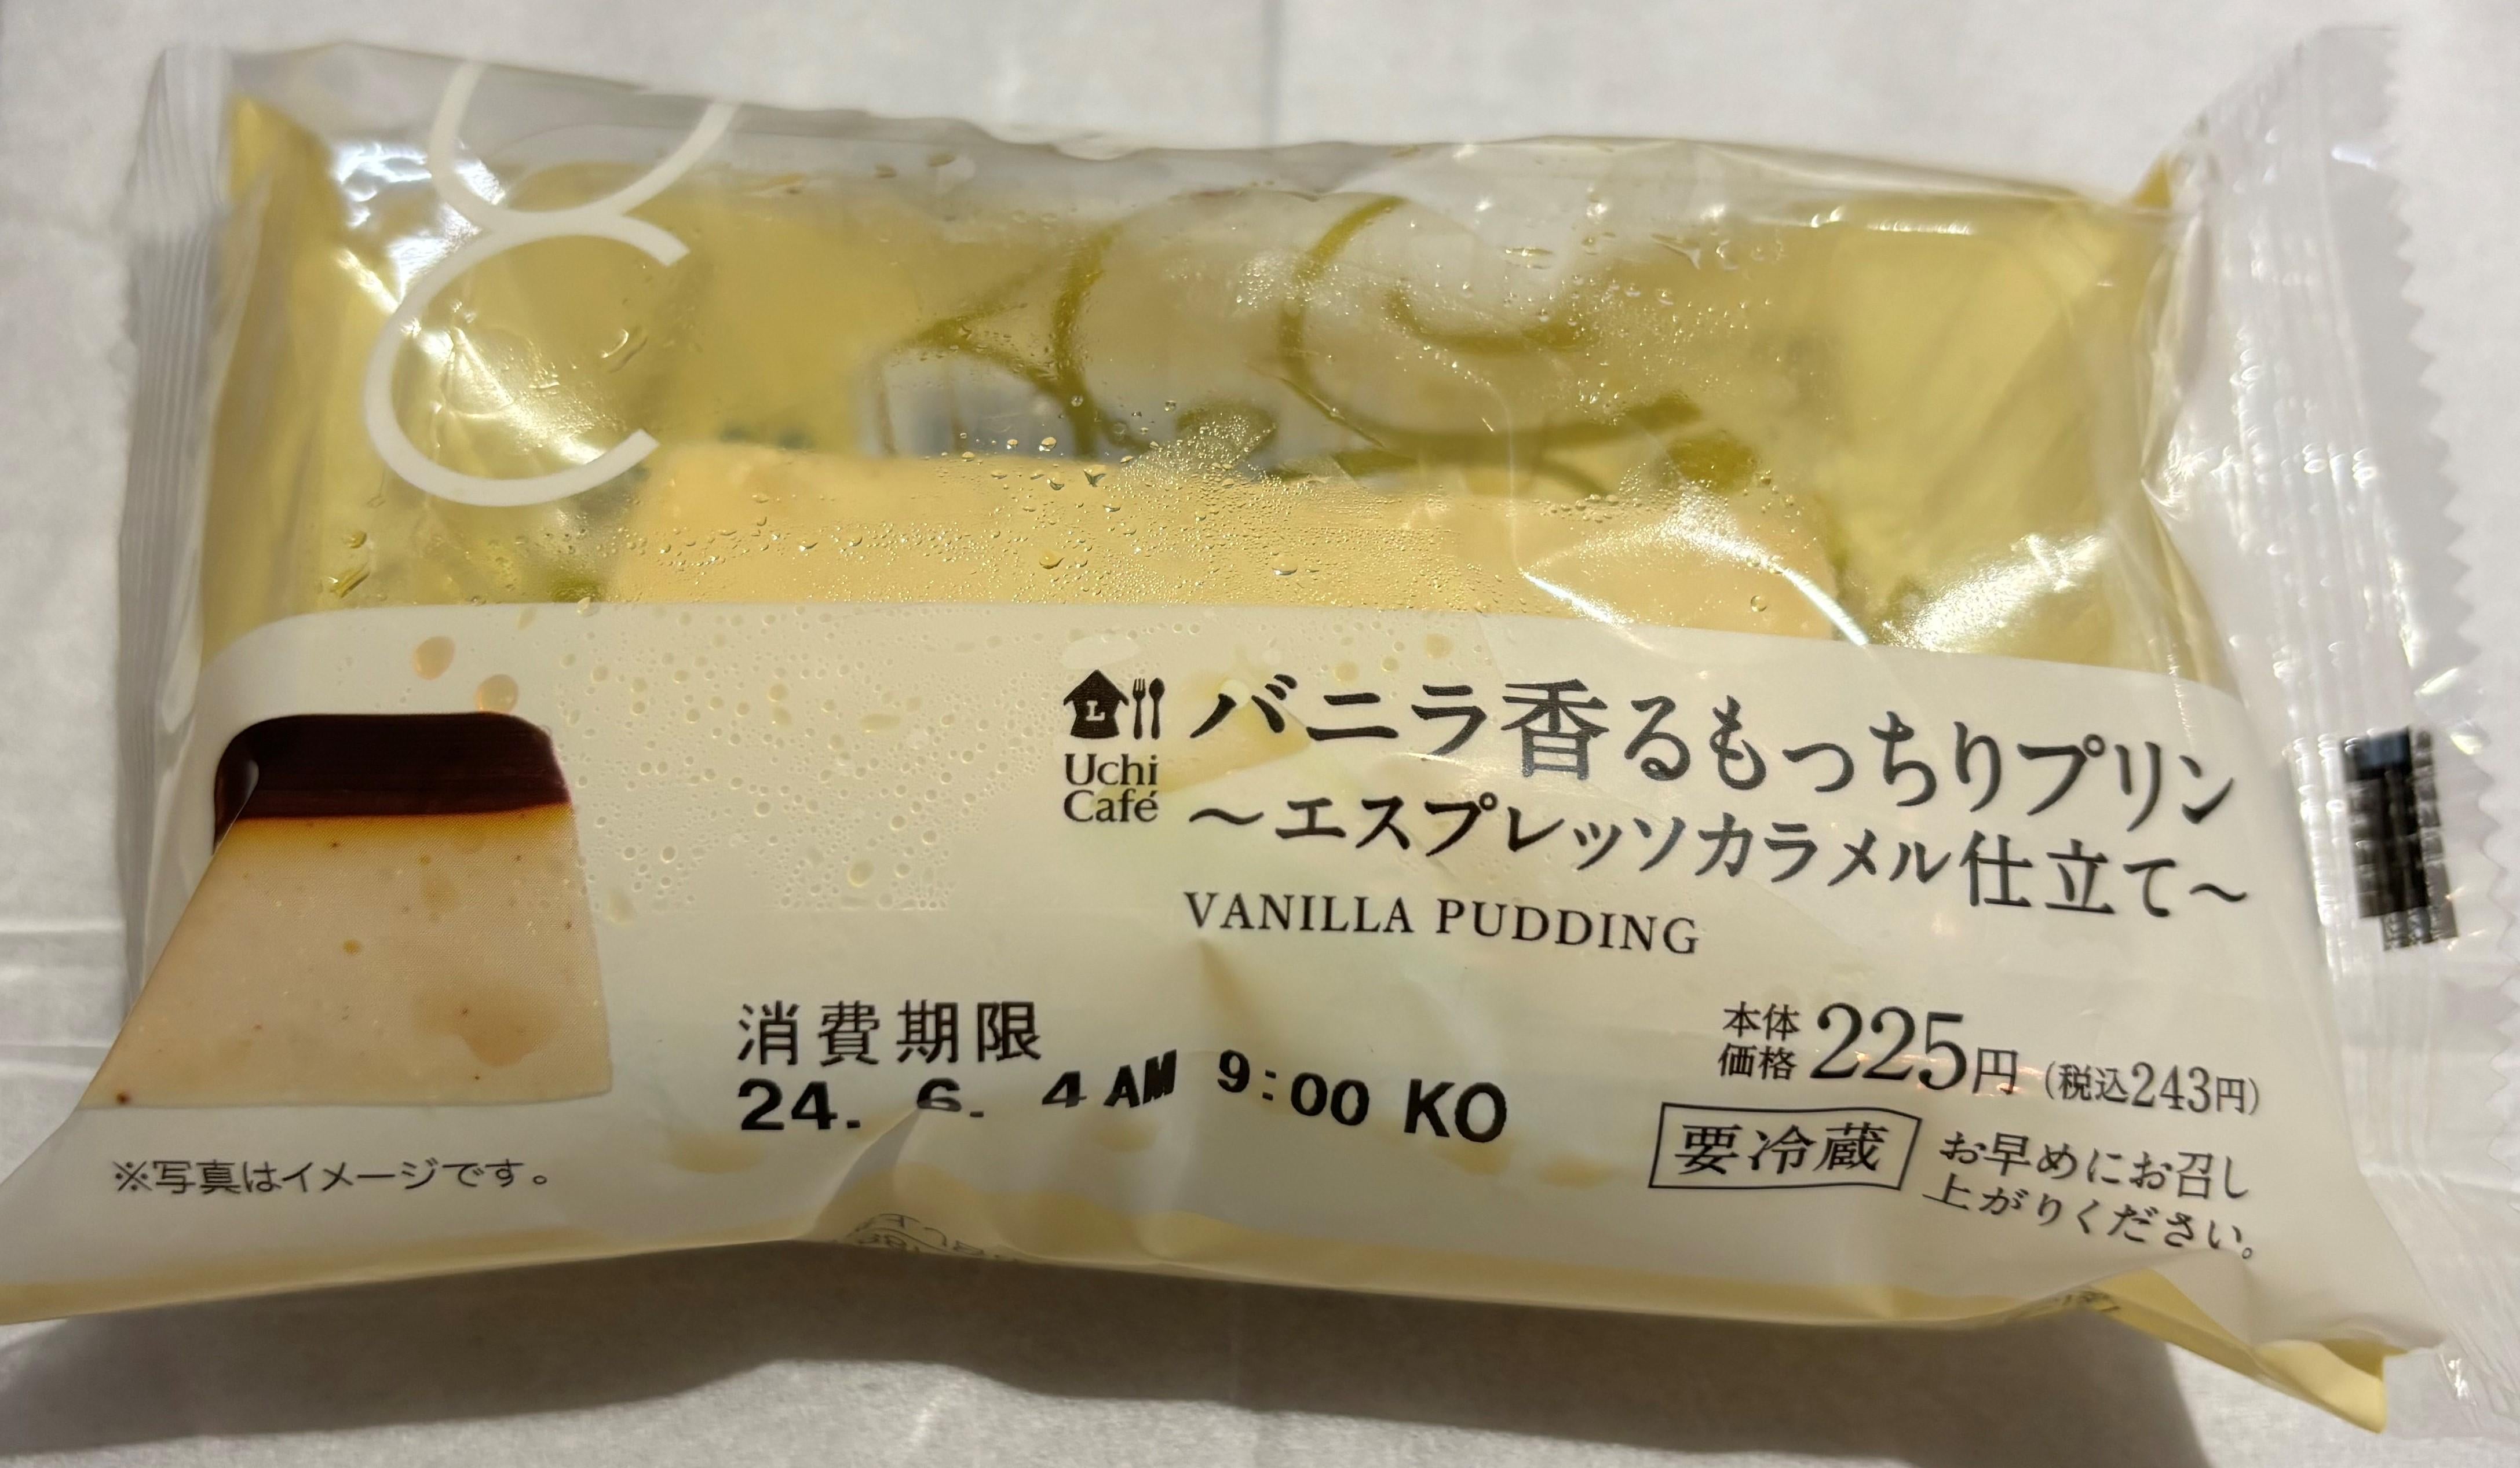 L
Uchi
Café
バニラ香るもっちりプリン
～エスプレッソカラメル仕立て～
VANILLA PUDDING
消費期限
24. 6. 4 AM 9:00 KO
本体
価格 225円 (税込243円)
要冷蔵
お早めにお召し
上がりください。
※写真はイメージです。